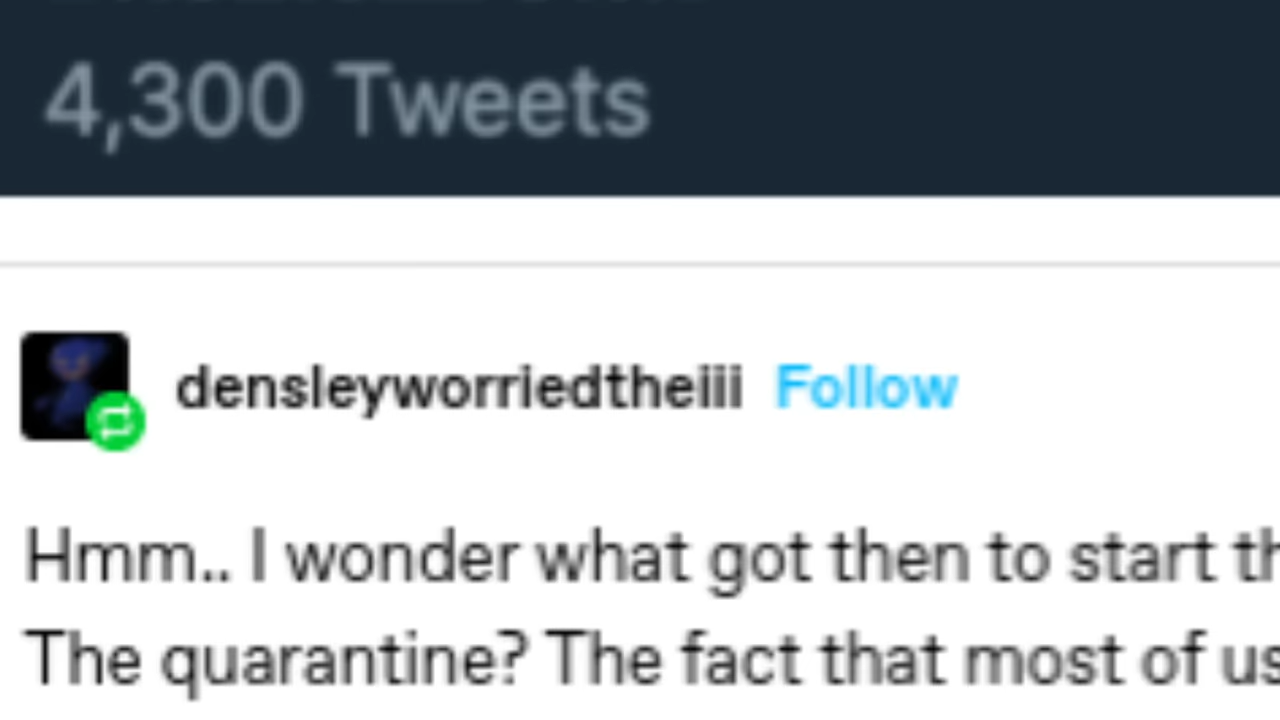 4,300 Tweets
densleyworriedtheiii Follow
Hmm.. I wonder what got then to start
The quarantine? The fact that most of us